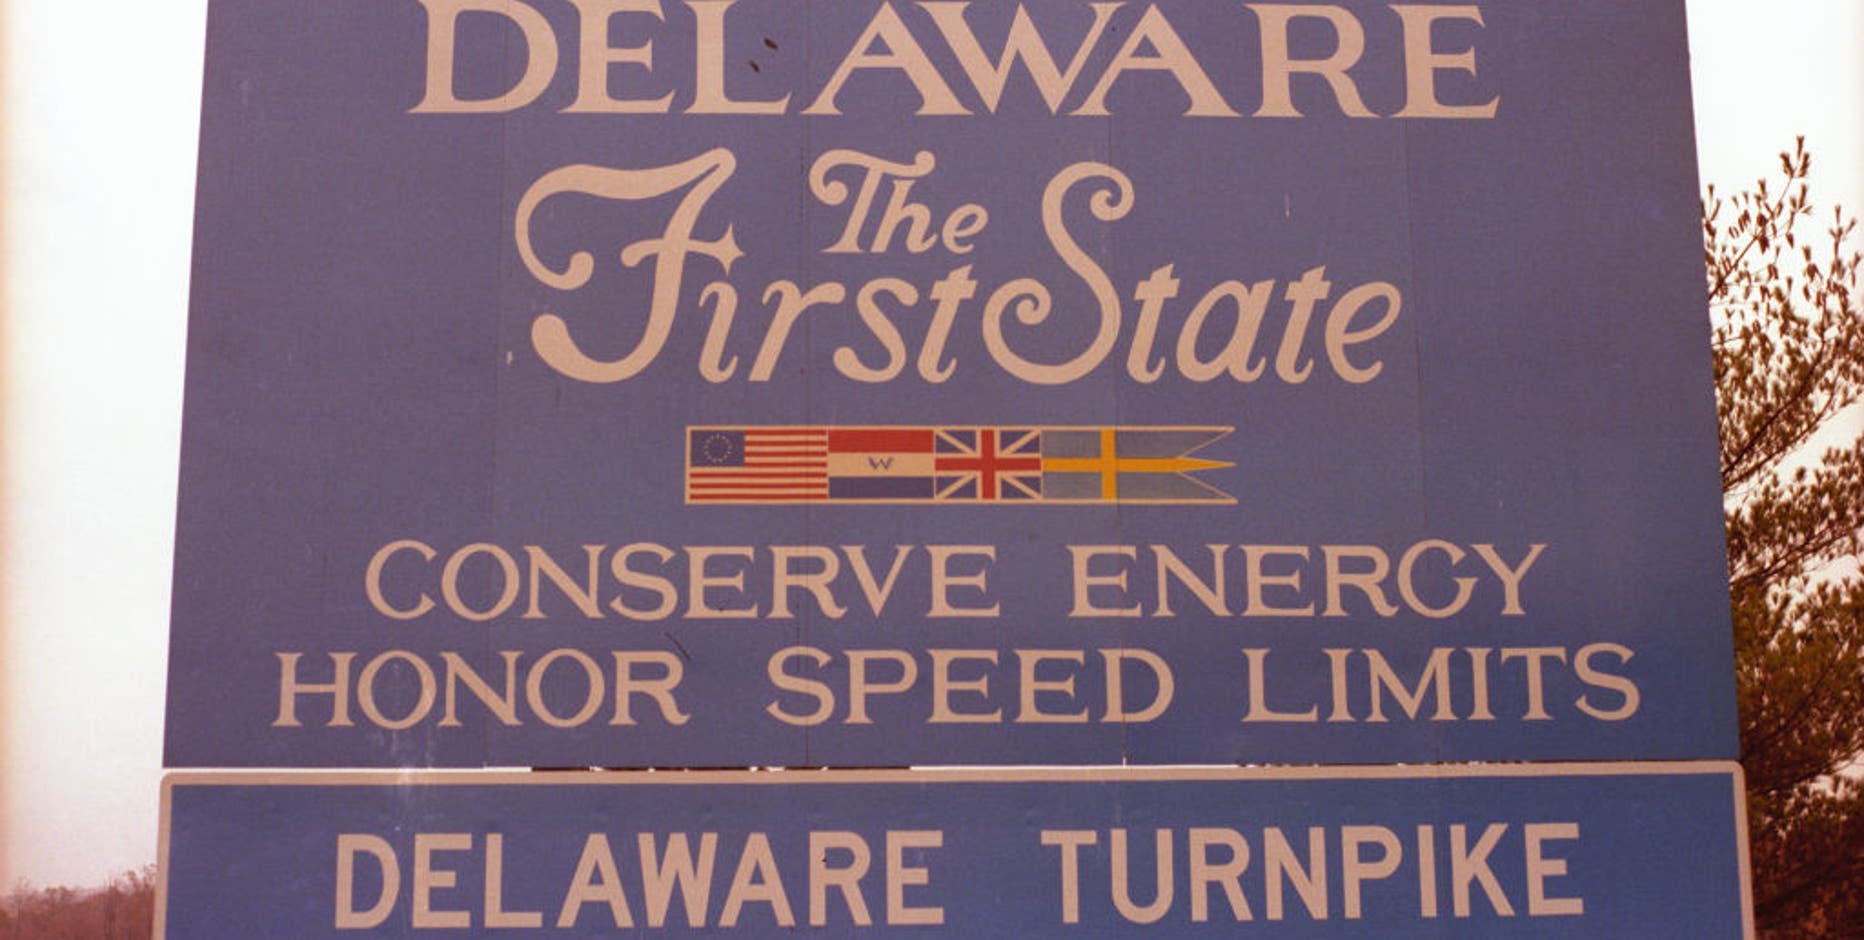 DELAWARE
The
First State
W
CONSERVE ENERGY
HONOR SPEED LIMITS
DELAWARE TURNPIKE